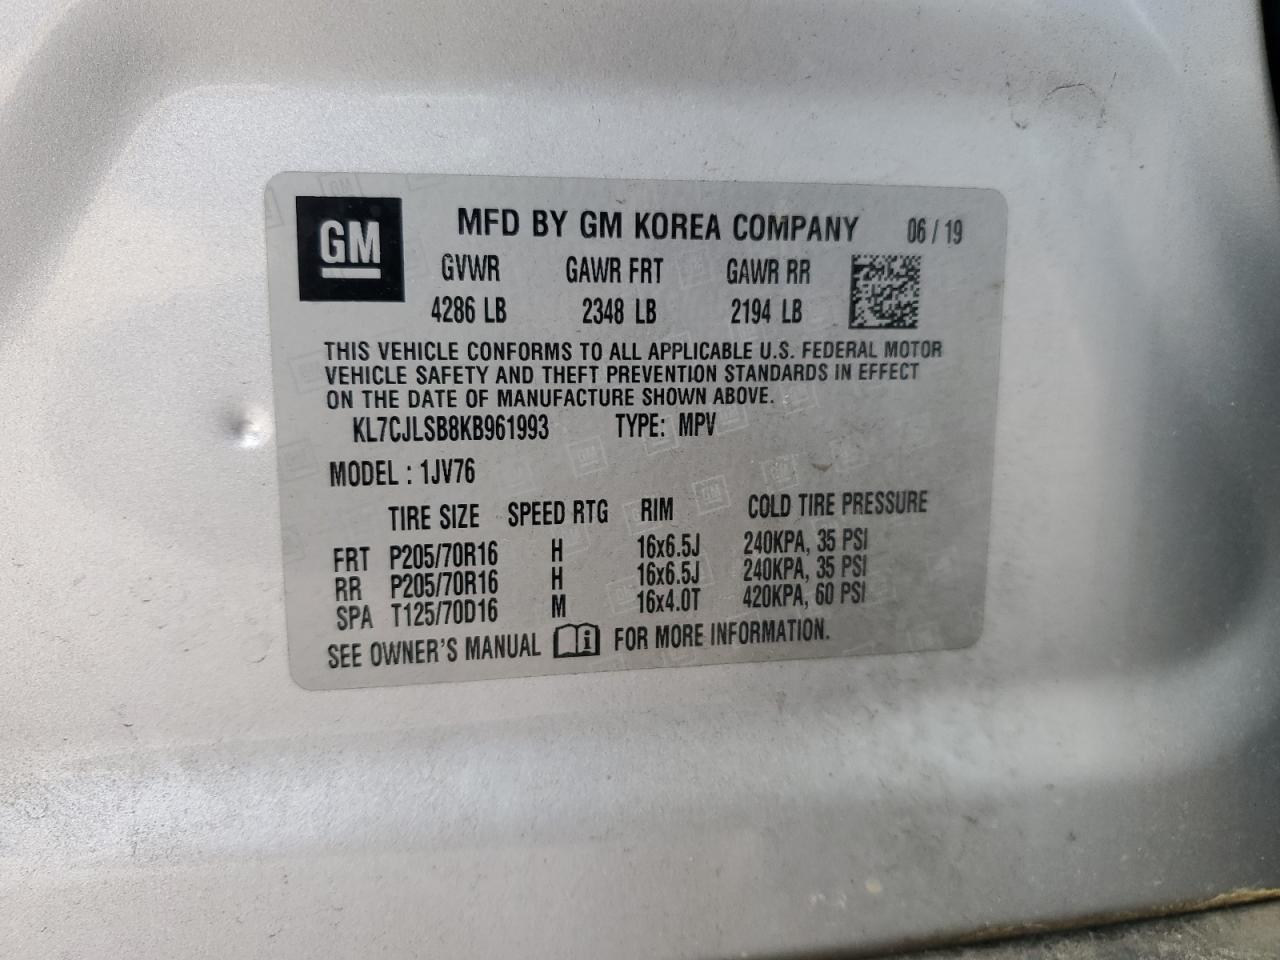 GM
MFD BY GM KOREA COMPANY 06 / 19
GVWR GAWR FRT GAWR RR
4286 LB 2348 LB 2194 LB
THIS VEHICLE CONFORMS TO ALL APPLICABLE U.S. FEDERAL MOTOR
VEHICLE SAFETY AND THEFT PREVENTION STANDARDS IN EFFECT
ON THE DATE OF MANUFACTURE SHOWN ABOVE.
KL7CJLSB8KB961993 TYPE: MPV
MODEL : 1JV76
TIRE SIZE SPEED RTG RIM COLD TIRE PRESSURE
FRT P205/70R16 H 16x6.5J 240KPA, 35 PSI
RR P205/70R16 H 16x6.5J 240KPA, 35 PSI
SPA T125/70D16 M 16x4.0T 420KPA, 60 PSI
SEE OWNER'S MANUAL i FOR MORE INFORMATION.